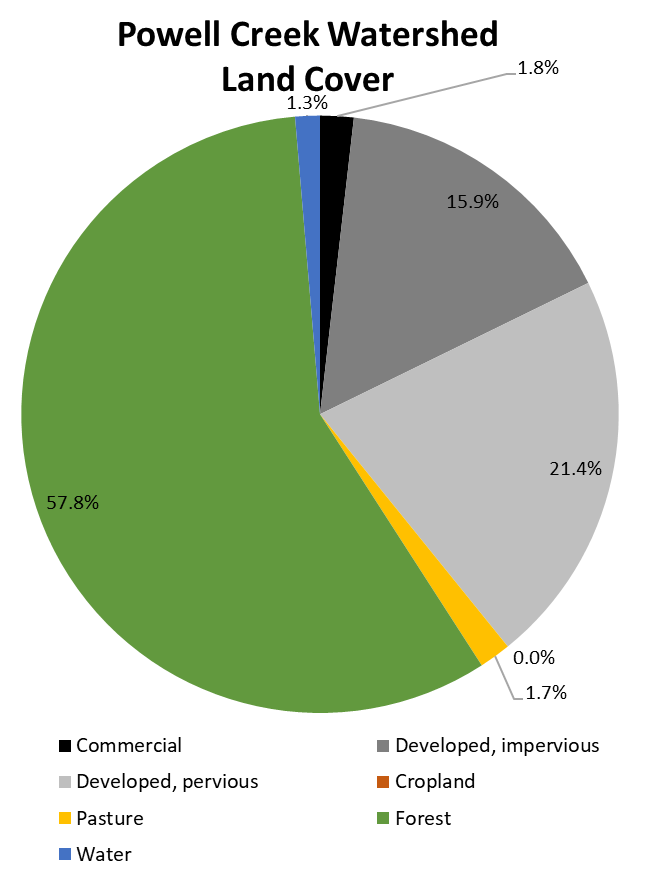 Powell Creek Watershed
Land Cover
1.8%
1.3%
15.9%
21.4%
57.8%
0.0%
1.7%
Commercial
Developed, impervious
Developed, pervious
Cropland
Pasture
Forest
Water